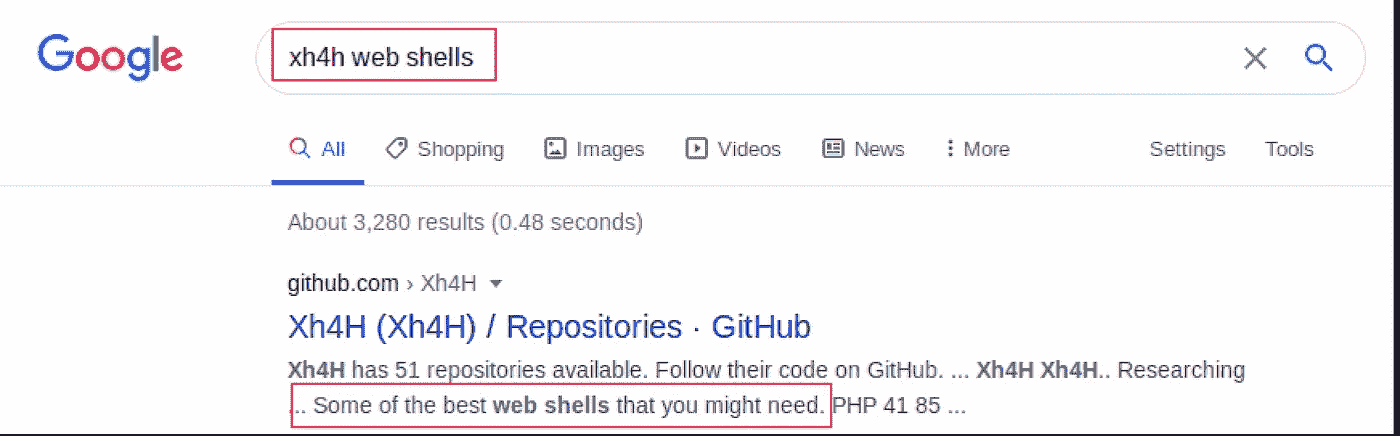 Google
xh4h web shells
All Shopping Images Videos News More Settings Tools
About 3,280 results (0.48 seconds)
github.com › Xh4H
Xh4H (Xh4H) / Repositories · GitHub
Xh4H has 51 repositories available. Follow their code on GitHub. ... Xh4H Xh4H.. Researching
... Some of the best web shells that you might need. PHP 41 85 ...